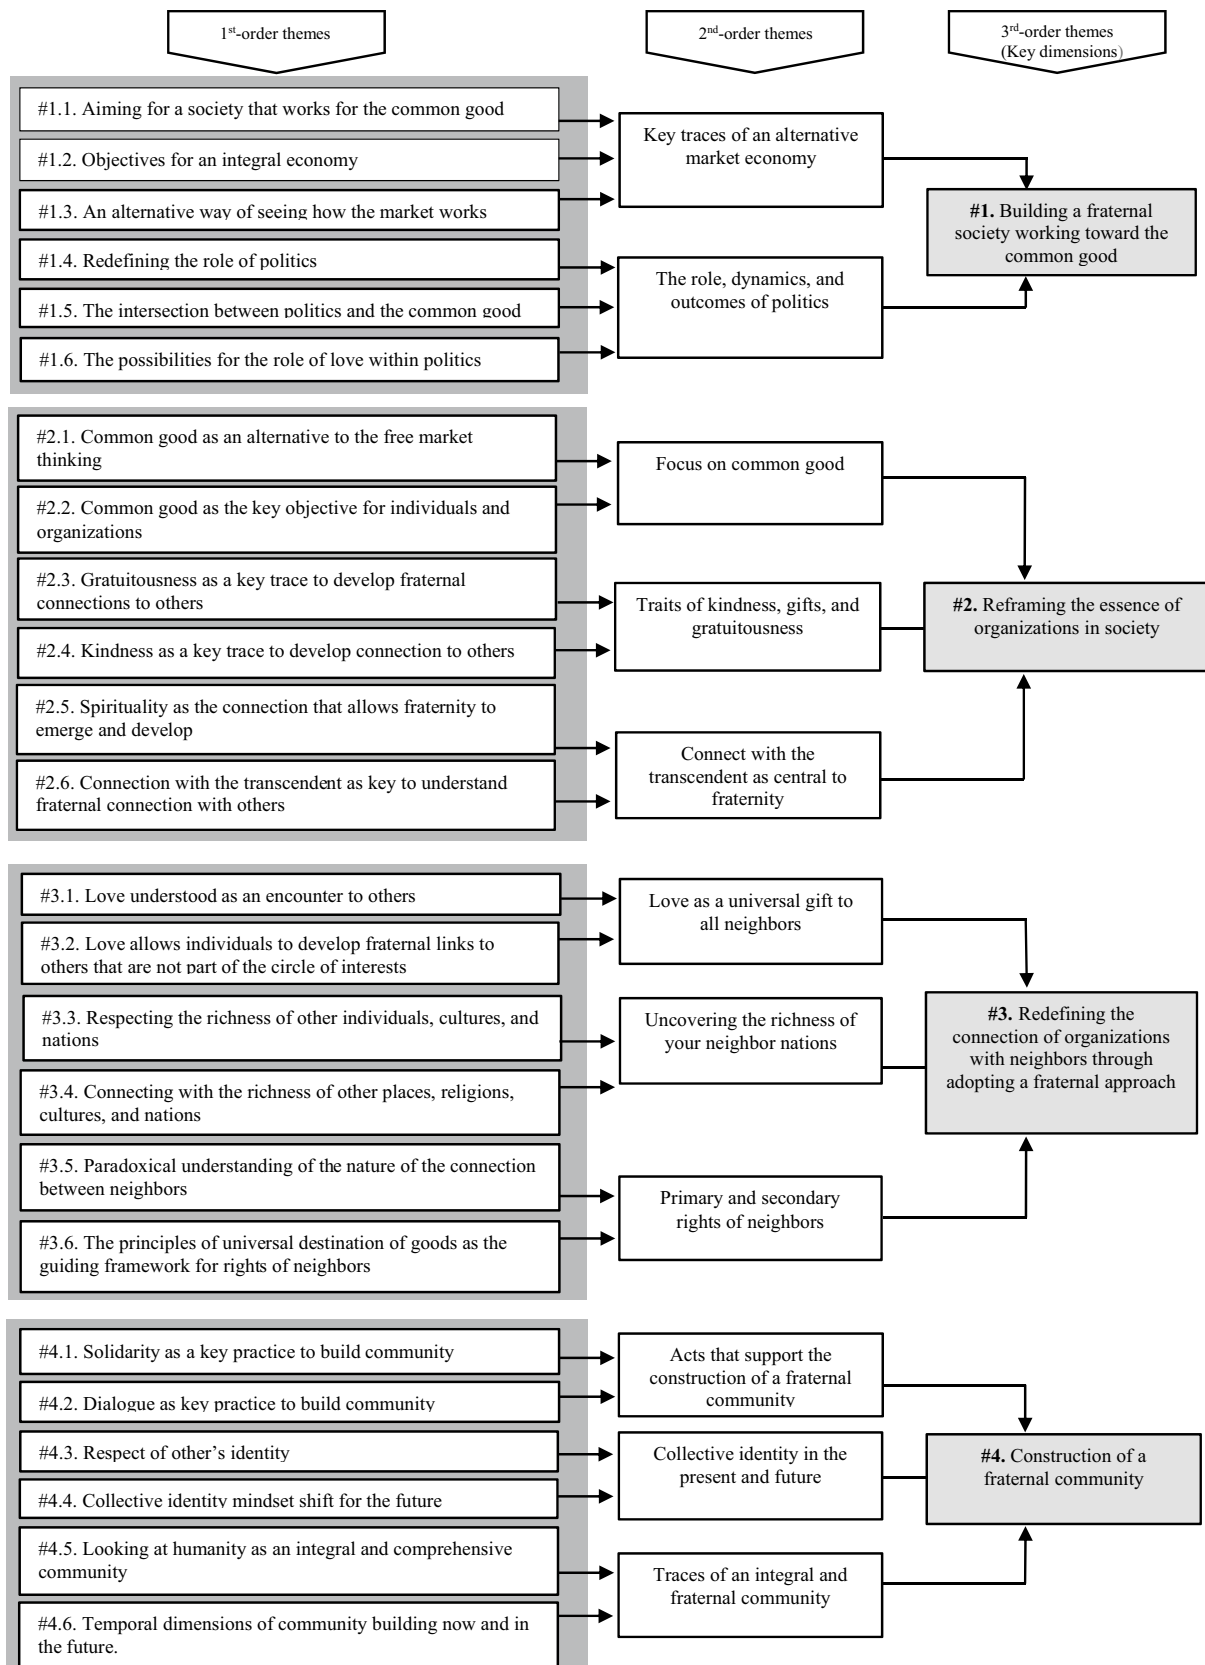 1st-order themes
2nd-order themes
3rd-order themes
(Key dimensions)
#1.1. Aiming for a society that works for the common good
#1.2. Objectives for an integral economy
#1.3. An alternative way of seeing how the market works
#1.4. Redefining the role of politics
#1.5. The intersection between politics and the common good
#1.6. The possibilities for the role of love within politics
Key traces of an alternative
market economy
The role, dynamics, and
outcomes of politics
#1. Building a fraternal
society working toward the
common good
#2.1. Common good as an alternative to the free market
thinking
#2.2. Common good as the key objective for individuals and
organizations
#2.3. Gratuitousness as a key trace to develop fraternal
connections to others
#2.4. Kindness as a key trace to develop connection to others
#2.5. Spirituality as the connection that allows fraternity to
emerge and develop
#2.6. Connection with the transcendent as key to understand
fraternal connection with others
Focus on common good
Traits of kindness, gifts, and
gratuitousness
Connect with the
transcendent as central to
fraternity
#2. Reframing the essence of
organizations in society
#3.1. Love understood as an encounter to others
#3.2. Love allows individuals to develop fraternal links to
others that are not part of the circle of interests
#3.3. Respecting the richness of other individuals, cultures, and
nations
#3.4. Connecting with the richness of other places, religions,
cultures, and nations
#3.5. Paradoxical understanding of the nature of the connection
between neighbors
#3.6. The principles of universal destination of goods as the
guiding framework for rights of neighbors
Love as a universal gift to
all neighbors
Uncovering the richness of
your neighbor nations
Primary and secondary
rights of neighbors
#3. Redefining the
connection of organizations
with neighbors through
adopting a fraternal approach
#4.1. Solidarity as a key practice to build community
#4.2. Dialogue as key practice to build community
#4.3. Respect of other’s identity
#4.4. Collective identity mindset shift for the future
#4.5. Looking at humanity as an integral and comprehensive
community
#4.6. Temporal dimensions of community building now and in
the future.
Acts that support the
construction of a fraternal
community
Collective identity in the
present and future
Traces of an integral and
fraternal community
#4. Construction of a
fraternal community